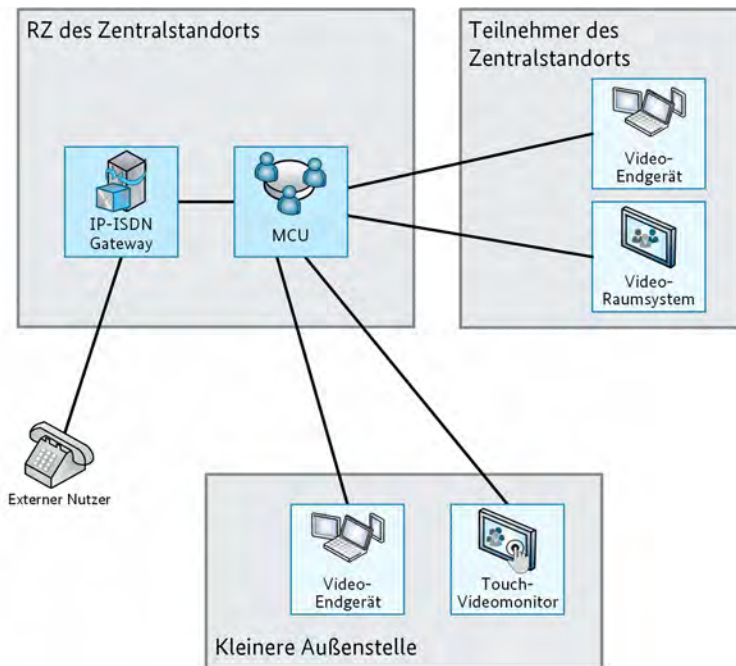 RZ des Zentralstandorts
Teilnehmer des
Zentralstandorts
IP-ISDN
Gateway
MCU
Video-
Endgerät
Video-
Raumsystem
Externer Nutzer
Video-
Endgerät
Touch-
Videomonitor
Kleinere Außenstelle